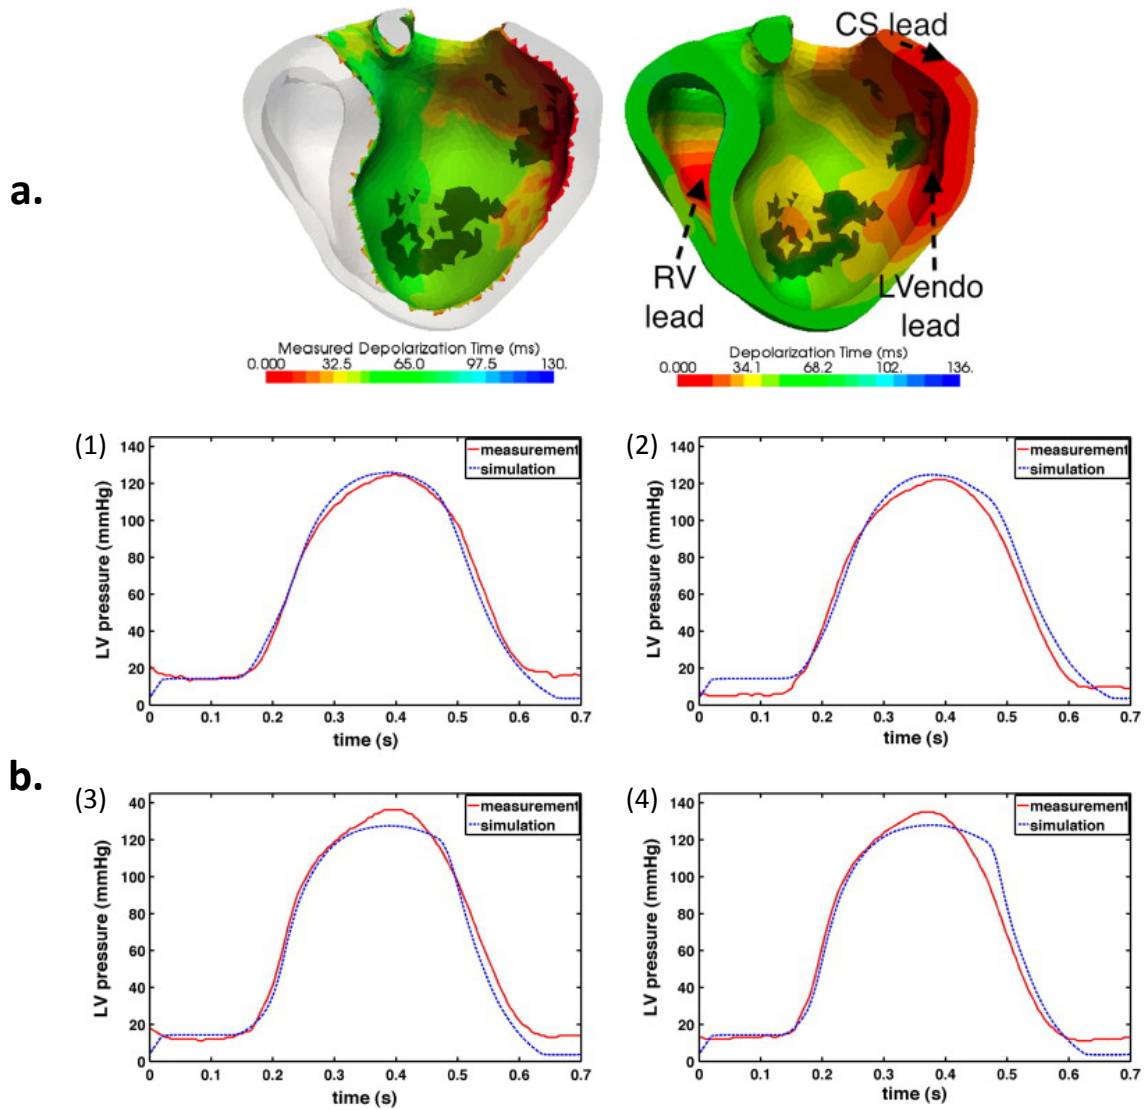 a.
CS lead
RV
lead
LVendo
lead
Measured Depolarization Time (ms)
0.000 32.5 65.0 97.5 130.
Depolarization Time (ms)
0.000 34.1 68.2 102. 136.
b.
(1)
measurement
simulation
LV pressure (mmHg)
140
120
100
80
60
40
20
0
0 0.1 0.2 0.3 0.4 0.5 0.6 0.7
time (s)
(2)
measurement
simulation
LV pressure (mmHg)
140
120
100
80
60
40
20
0
0 0.1 0.2 0.3 0.4 0.5 0.6 0.7
time (s)
(3)
measurement
simulation
LV pressure (mmHg)
40
120
100
80
60
40
20
0
0 0.1 0.2 0.3 0.4 0.5 0.6 0.7
time (s)
(4)
measurement
simulation
LV pressure (mmHg)
140
120
100
80
60
40
20
0
0 0.1 0.2 0.3 0.4 0.5 0.6 0.7
time (s)